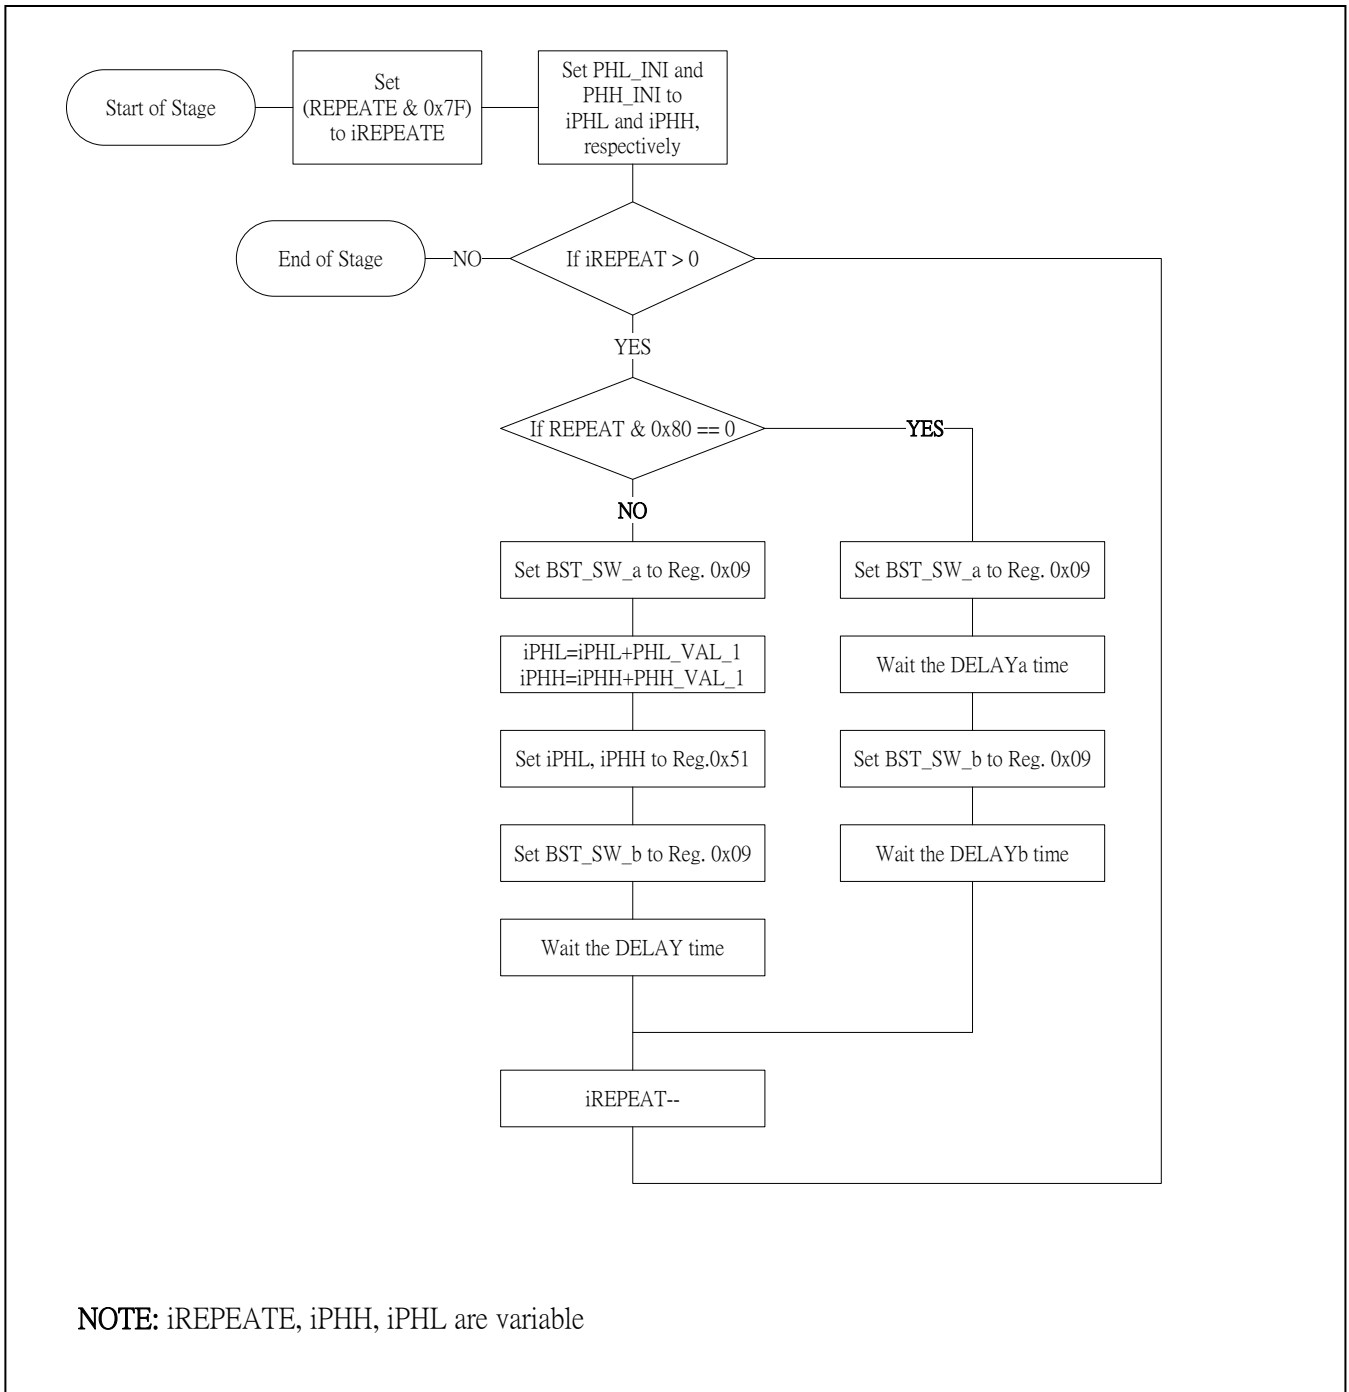 Start of Stage
Set
(REPEATE & 0x7F)
to iREPEATE
Set PHL_INI and
PHH_INI to
iPHL and iPHH,
respectively
End of Stage
NO
If iREPEAT > 0
YES
If REPEAT & 0x80 == 0
YES
NO
Set BST_SW_a to Reg. 0x09
Set BST_SW_a to Reg. 0x09
iPHL=iPHL+PHL_VAL_1
iPHH=iPHH+PHH_VAL_1
Wait the DELAYa time
Set iPHL, iPHH to Reg.0x51
Set BST_SW_b to Reg. 0x09
Set BST_SW_b to Reg. 0x09
Wait the DELAYb time
Wait the DELAY time
iREPEAT--
NOTE: iREPEATE, iPHH, iPHL are variable